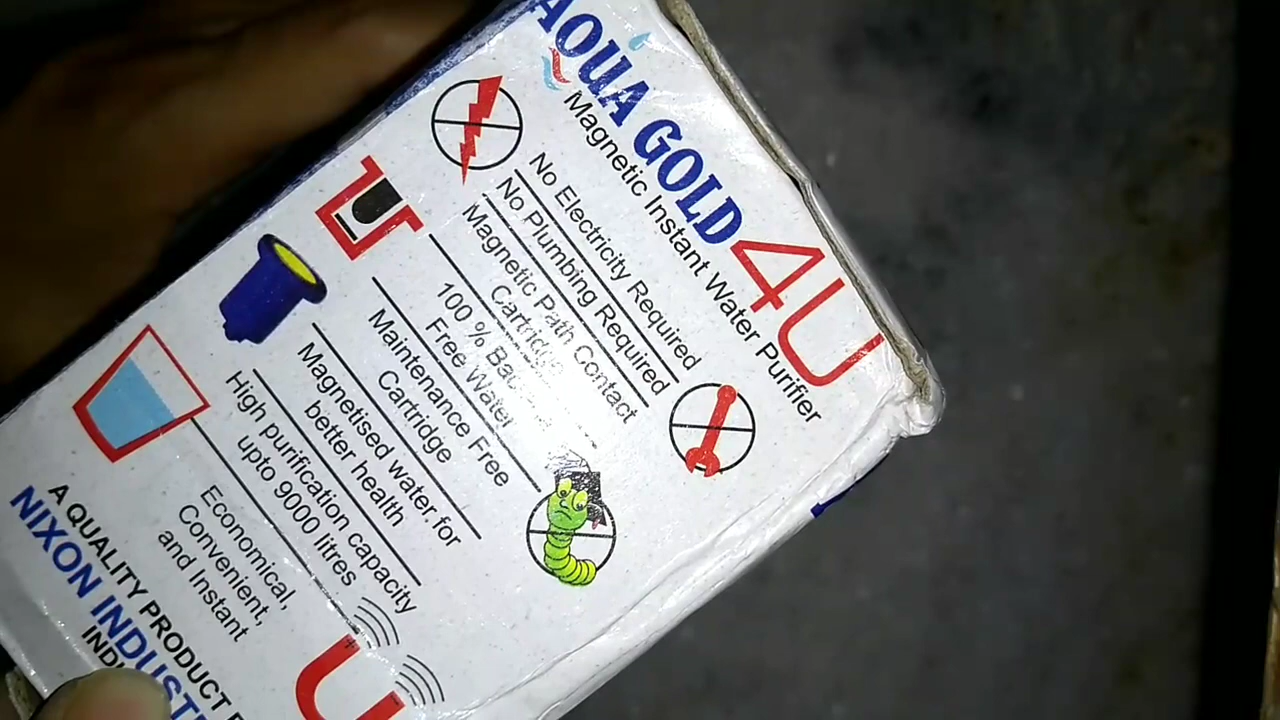 AQUA GOLD 4U
Magnetic Instant Water Purifier
No Electricity Required
No Plumbing Required
Magnetic Path Contact
Cartridge
100 %
Free Water
Maintenance Free
Cartridge
Magnetised water for
better health
High purification capacity
upto 9000 litres
Economical,
Convenient,
and Instant
A QUALITY PRODUCT
NIXON